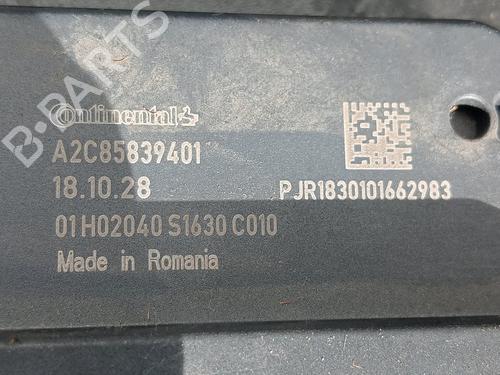 B-PARTS
Continental
A2C85839401
18.10.28
PJR1830101662983
01H02040 S1630 C010
Made in Romania